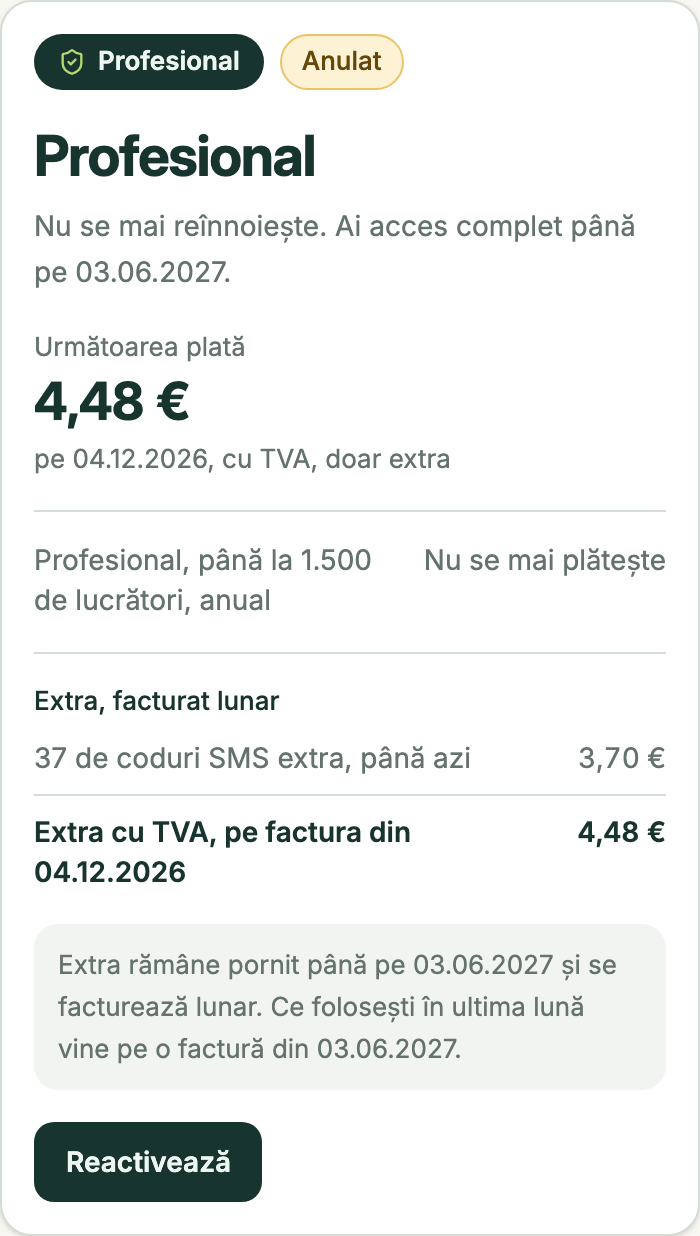 Profesional
Anulat
Profesional
Nu se mai reînnoiește. Ai acces complet până
pe 03.06.2027.
Următoarea plată
4,48 €
pe 04.12.2026, cu TVA, doar extra
Profesional, până la 1.500
de lucrători, anual
Nu se mai plătește
Extra, facturat lunar
37 de coduri SMS extra, până azi
3,70 €
Extra cu TVA, pe factura din
04.12.2026
4,48 €
Extra rămâne pornit până pe 03.06.2027 și se
facturează lunar. Ce folosești în ultima lună
vine pe o factură din 03.06.2027.
Reactivează